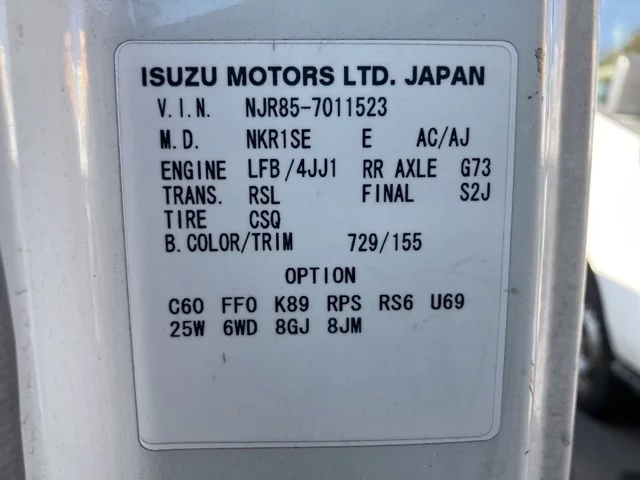 ISUZU MOTORS LTD. JAPAN
V.I.N. NJR85-7011523
M.D. NKR1SE E AC/AJ
ENGINE LFB/4JJ1 RR AXLE G73
TRANS. RSL FINAL S2J
TIRE CSQ
B.COLOR/TRIM 729/155
OPTION
C60 FF0 K89 RPS RS6 U69
25W 6WD 8GJ 8JM